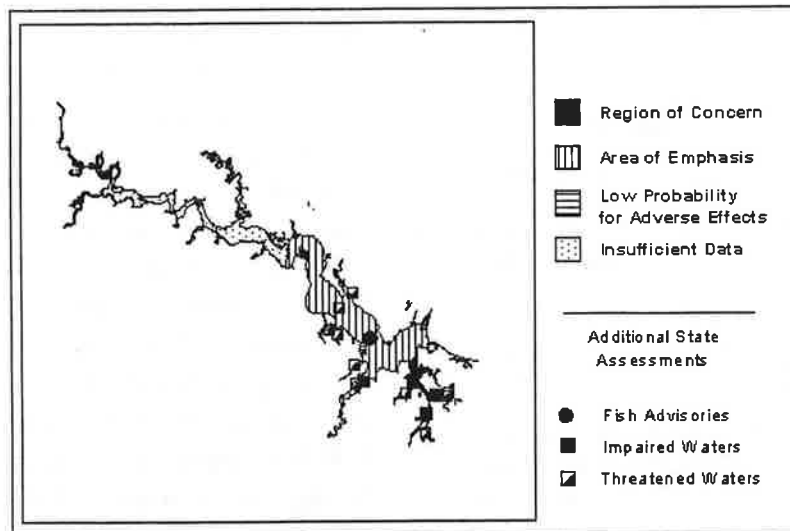 Region of Concern
Area of Emphasis
Low Probability
for Adverse Effects
Insufficient Data
Additional State
Assessments
Fish Advisories
Impaired Waters
Threatened Waters